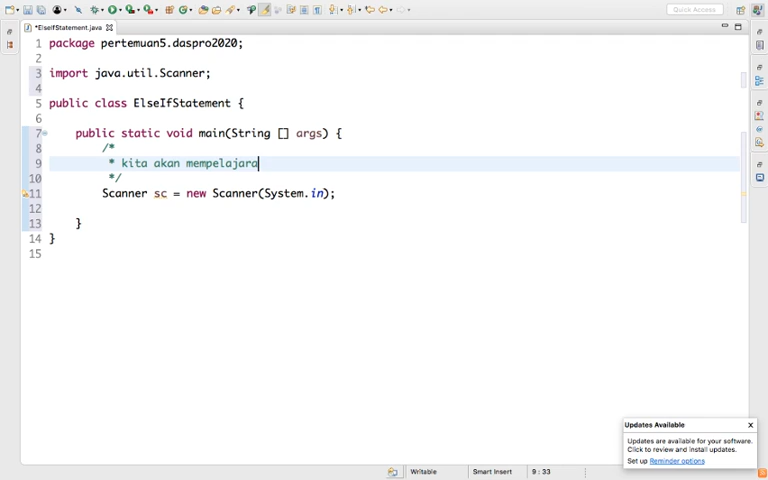 Quick Access
*ElseIfStatement.java
1 package pertemuan5.daspro2020;
2
3 import java.util.Scanner;
4
5 public class ElseIfStatement {
6
7 public static void main(String [] args) {
8 /*
9 * kita akan mempelajara
10 */
11 Scanner sc = new Scanner(System.in);
12
13 }
14 }
15
Updates Available X
Updates are available for your software.
Click to review and install updates.
Set up Reminder options
Writable Smart Insert 9 : 33